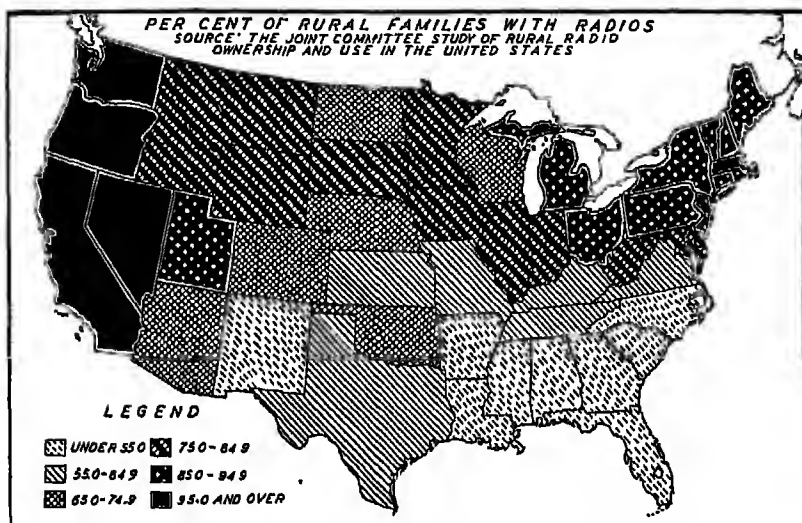 PER CENT OF RURAL FAMILIES WITH RADIOS
SOURCE' THE JOINT COMMITTEE STUDY OF RURAL RADIO
OWNERSHIP AND USE IN THE UNITED STATES
LEGEND
UNDER 55.0
55.0-64.9
65.0-74.9
75.0-84.9
85.0-94.9
95.0 AND OVER